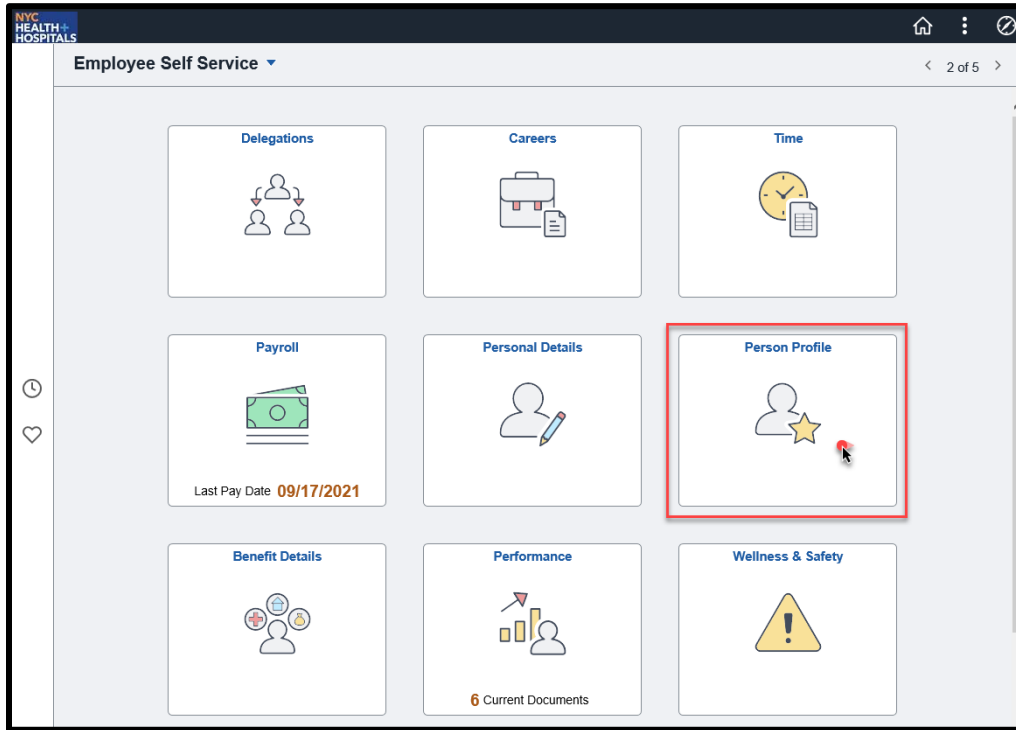 NYC
HEALTH+
HOSPITALS
Employee Self Service
2 of 5
Delegations
Careers
Time
Payroll
Last Pay Date 09/17/2021
Personal Details
Person Profile
Benefit Details
Performance
6 Current Documents
Wellness & Safety